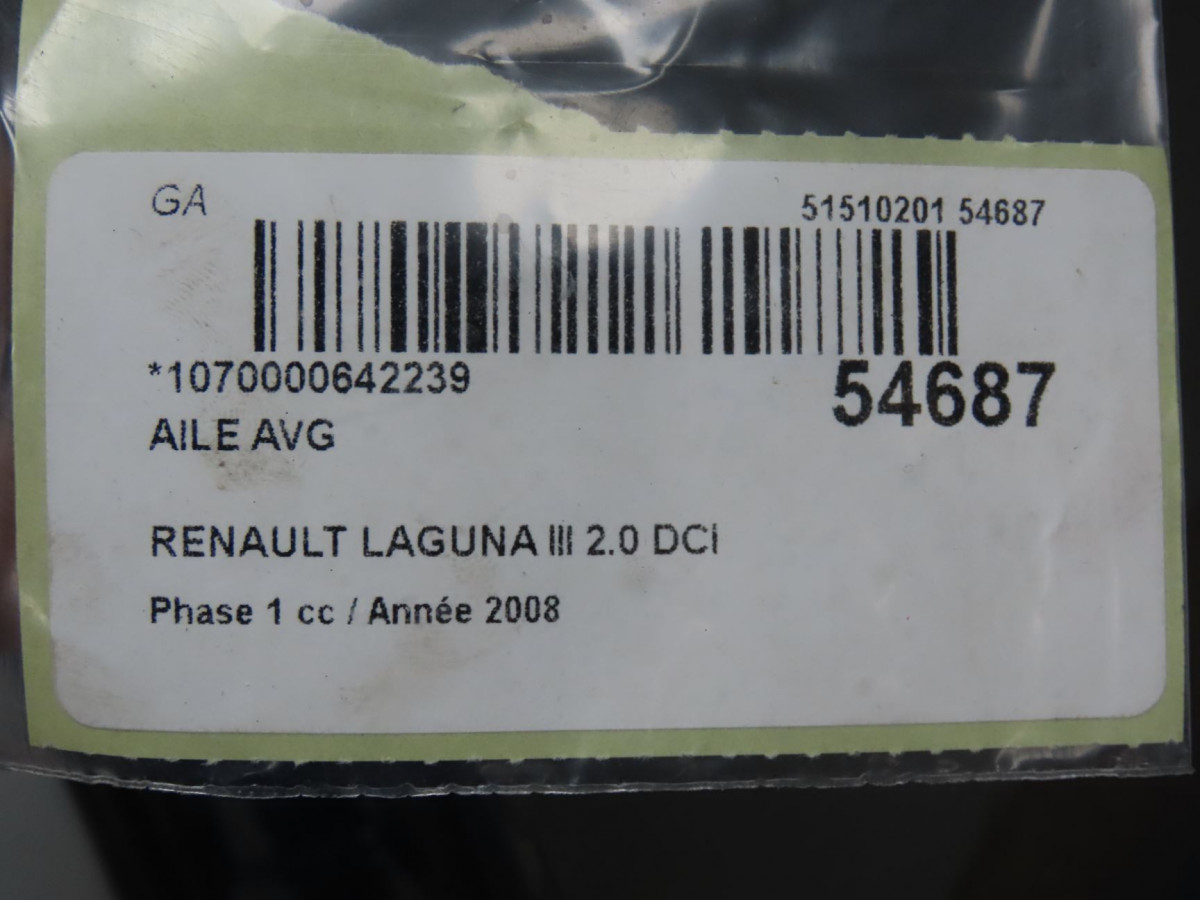 GA 51510201 54687
*1070000642239 54687
AILE AVG
RENAULT LAGUNA III 2.0 DCI
Phase 1 cc / Année 2008